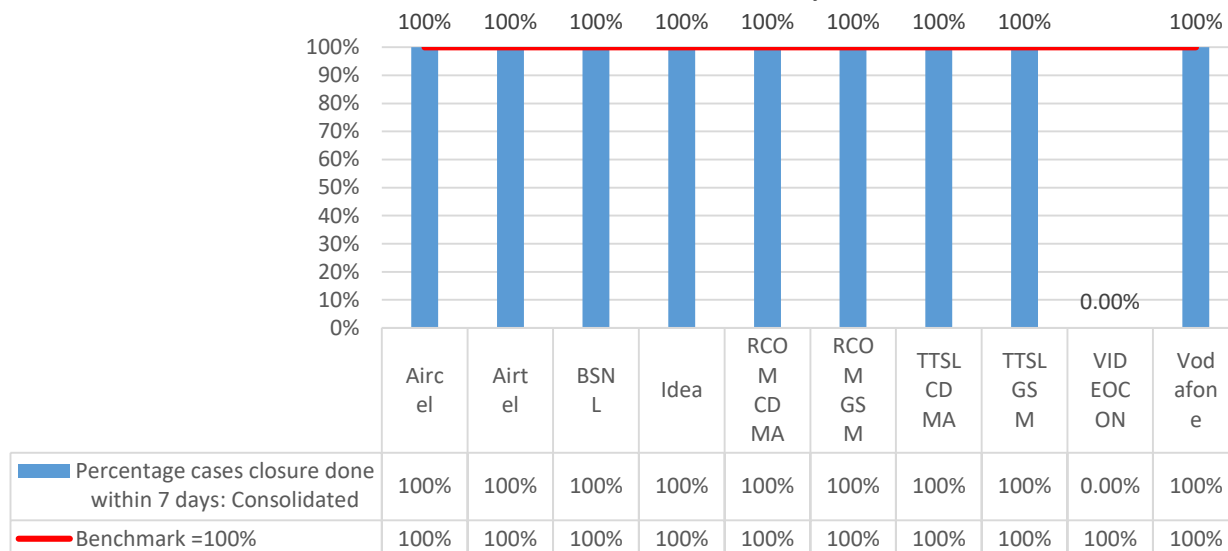 100% 100% 100% 100% 100% 100% 100% 100% 100%
100%
90%
80%
70%
60%
50%
40%
30%
20%
10%
0%
0.00%
Airc
el
Airt
el
BSN
L
Idea
RCO
M
CD
MA
RCO
M
GS
M
TTSL
CD
MA
TTSL
GS
M
VID
EOC
ON
Vod
afon
e
Percentage cases closure done
within 7 days: Consolidated
100% 100% 100% 100% 100% 100% 100% 100% 0.00% 100%
Benchmark =100% 100% 100% 100% 100% 100% 100% 100% 100% 100% 100%